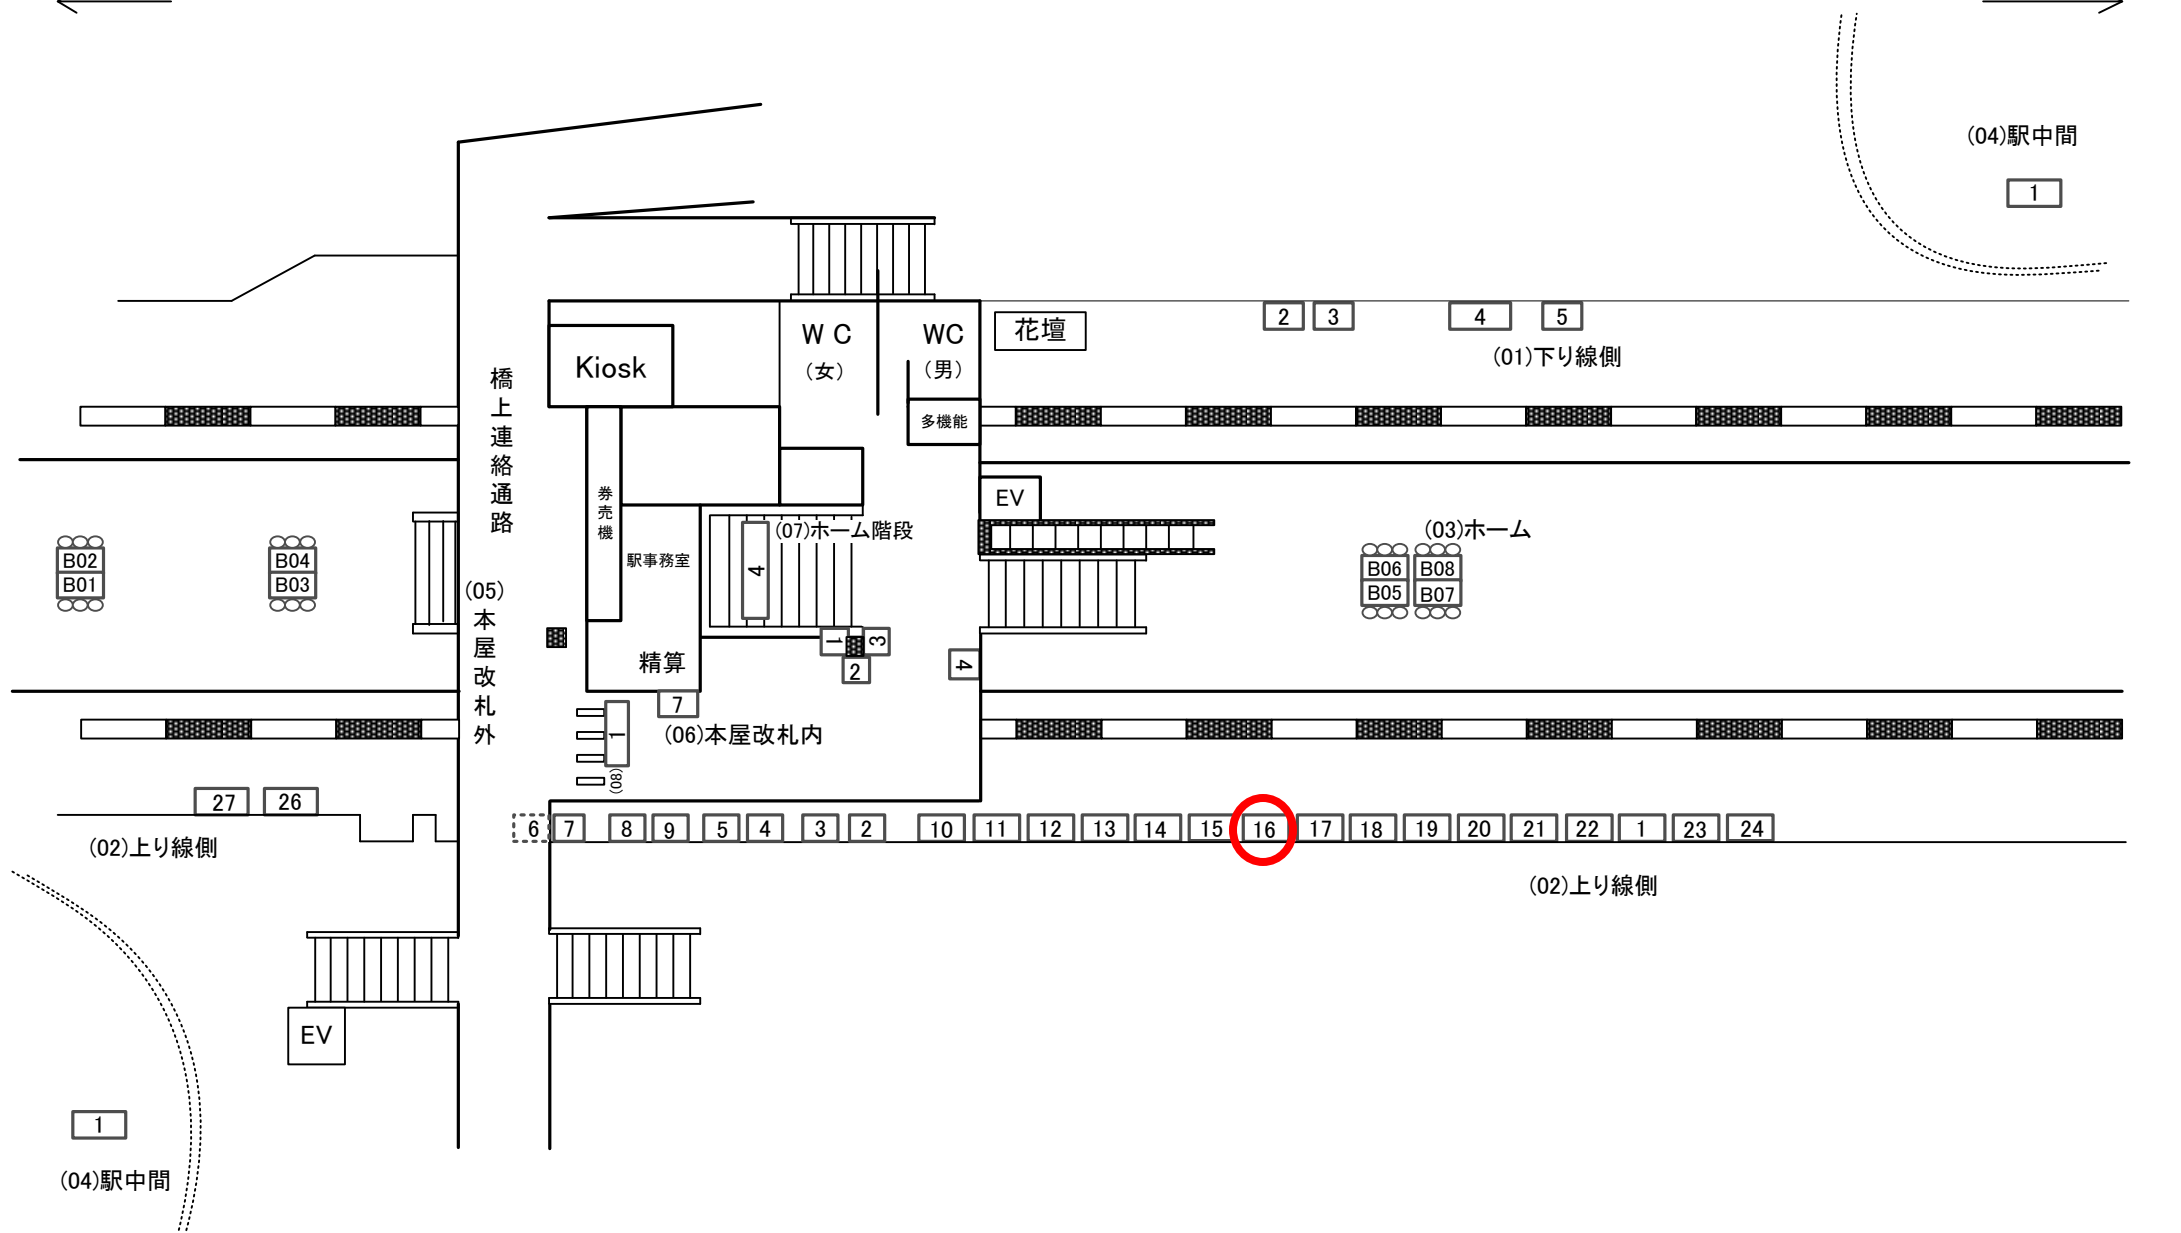 (04)駅中間
1
W C
(女)
WC
(男)
多機能
花壇
2
3
4
5
(01)下り線側
Kiosk
橋上連絡通路
券売機
駅事務室
(07)ホーム階段
4
EV
(03)ホーム
B02
B01
B04
B03
B06
B05
B08
B07
(05)本屋改札外
精算
1
3
2
4
7
1
(08)
(06)本屋改札内
27
26
(02)上り線側
6
7
8
9
5
4
3
2
10
11
12
13
14
15
16
17
18
19
20
21
22
1
23
24
(02)上り線側
EV
1
(04)駅中間